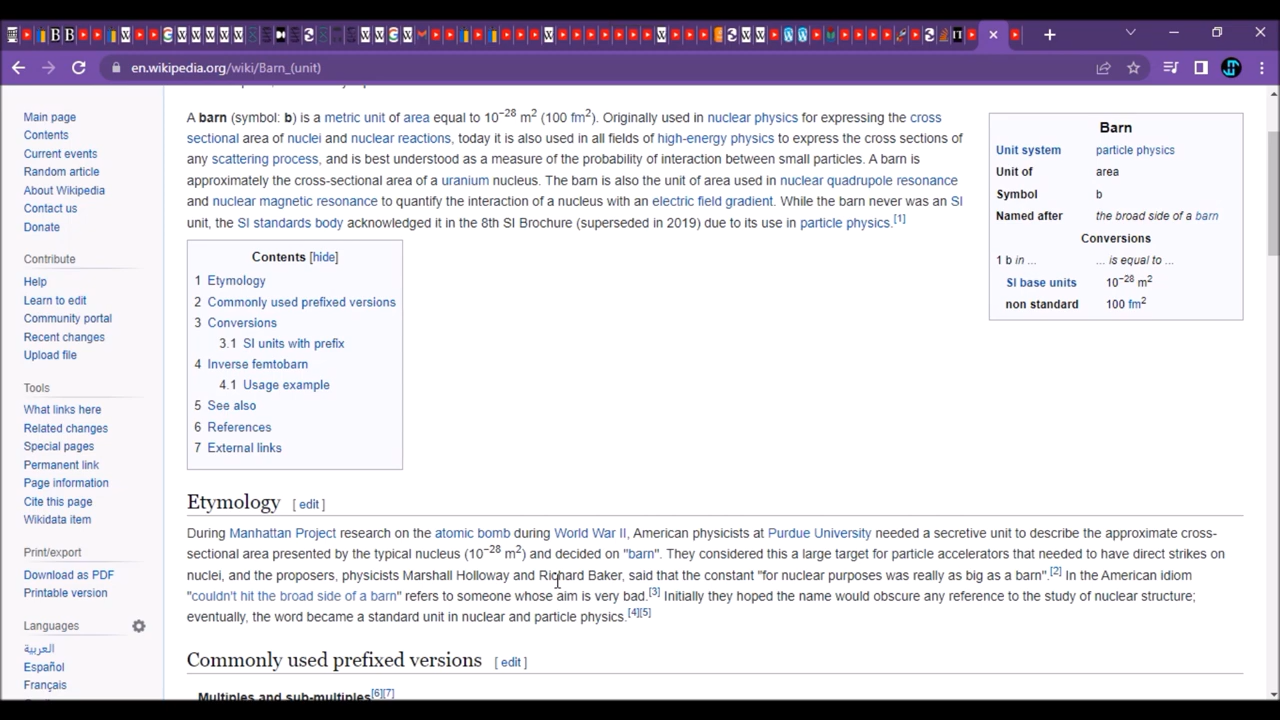 en.wikipedia.org/wiki/Barn_(unit)
Main page
Contents
Current events
Random article
About Wikipedia
Contact us
Donate
Contribute
Help
Learn to edit
Community portal
Recent changes
Upload file
Tools
What links here
Related changes
Special pages
Permanent link
Page information
Cite this page
Wikidata item
Print/export
Download as PDF
Printable version
Languages
العربية
Español
Français
A barn (symbol: b) is a metric unit of area equal to 10⁻²⁸ m² (100 fm²). Originally used in nuclear physics for expressing the cross
sectional area of nuclei and nuclear reactions, today it is also used in all fields of high-energy physics to express the cross sections of
any scattering process, and is best understood as a measure of the probability of interaction between small particles. A barn is
approximately the cross-sectional area of a uranium nucleus. The barn is also the unit of area used in nuclear quadrupole resonance
and nuclear magnetic resonance to quantify the interaction of a nucleus with an electric field gradient. While the barn never was an SI
unit, the SI standards body acknowledged it in the 8th SI Brochure (superseded in 2019) due to its use in particle physics.[1]
Barn
Unit system particle physics
Unit of area
Symbol b
Named after the broad side of a barn
Conversions
1 b in ... ... is equal to ...
SI base units 10⁻²⁸ m²
non standard 100 fm²
Contents [hide]
1 Etymology
2 Commonly used prefixed versions
3 Conversions
3.1 SI units with prefix
4 Inverse femtobarn
4.1 Usage example
5 See also
6 References
7 External links
Etymology [ edit ]
During Manhattan Project research on the atomic bomb during World War II, American physicists at Purdue University needed a secretive unit to describe the approximate cross-
sectional area presented by the typical nucleus (10⁻²⁸ m²) and decided on "barn". They considered this a large target for particle accelerators that needed to have direct strikes on
nuclei, and the proposers, physicists Marshall Holloway and Richard Baker, said that the constant "for nuclear purposes was really as big as a barn".[2] In the American idiom
"couldn't hit the broad side of a barn" refers to someone whose aim is very bad.[3] Initially they hoped the name would obscure any reference to the study of nuclear structure;
eventually, the word became a standard unit in nuclear and particle physics.[4][5]
Commonly used prefixed versions [ edit ]
Multiples and sub-multiples[6][7]